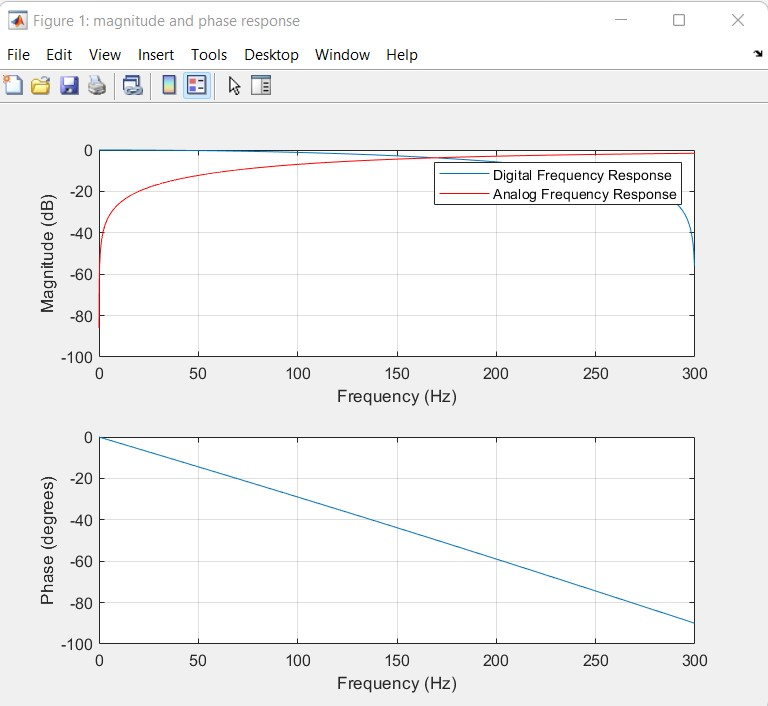 Figure 1: magnitude and phase response
File Edit View Insert Tools Desktop Window Help
0
-20
-40
-60
-80
-100
Magnitude (dB)
Digital Frequency Response
Analog Frequency Response
0 50 100 150 200 250 300
Frequency (Hz)
0
-20
-40
-60
-80
-100
Phase (degrees)
0 50 100 150 200 250 300
Frequency (Hz)